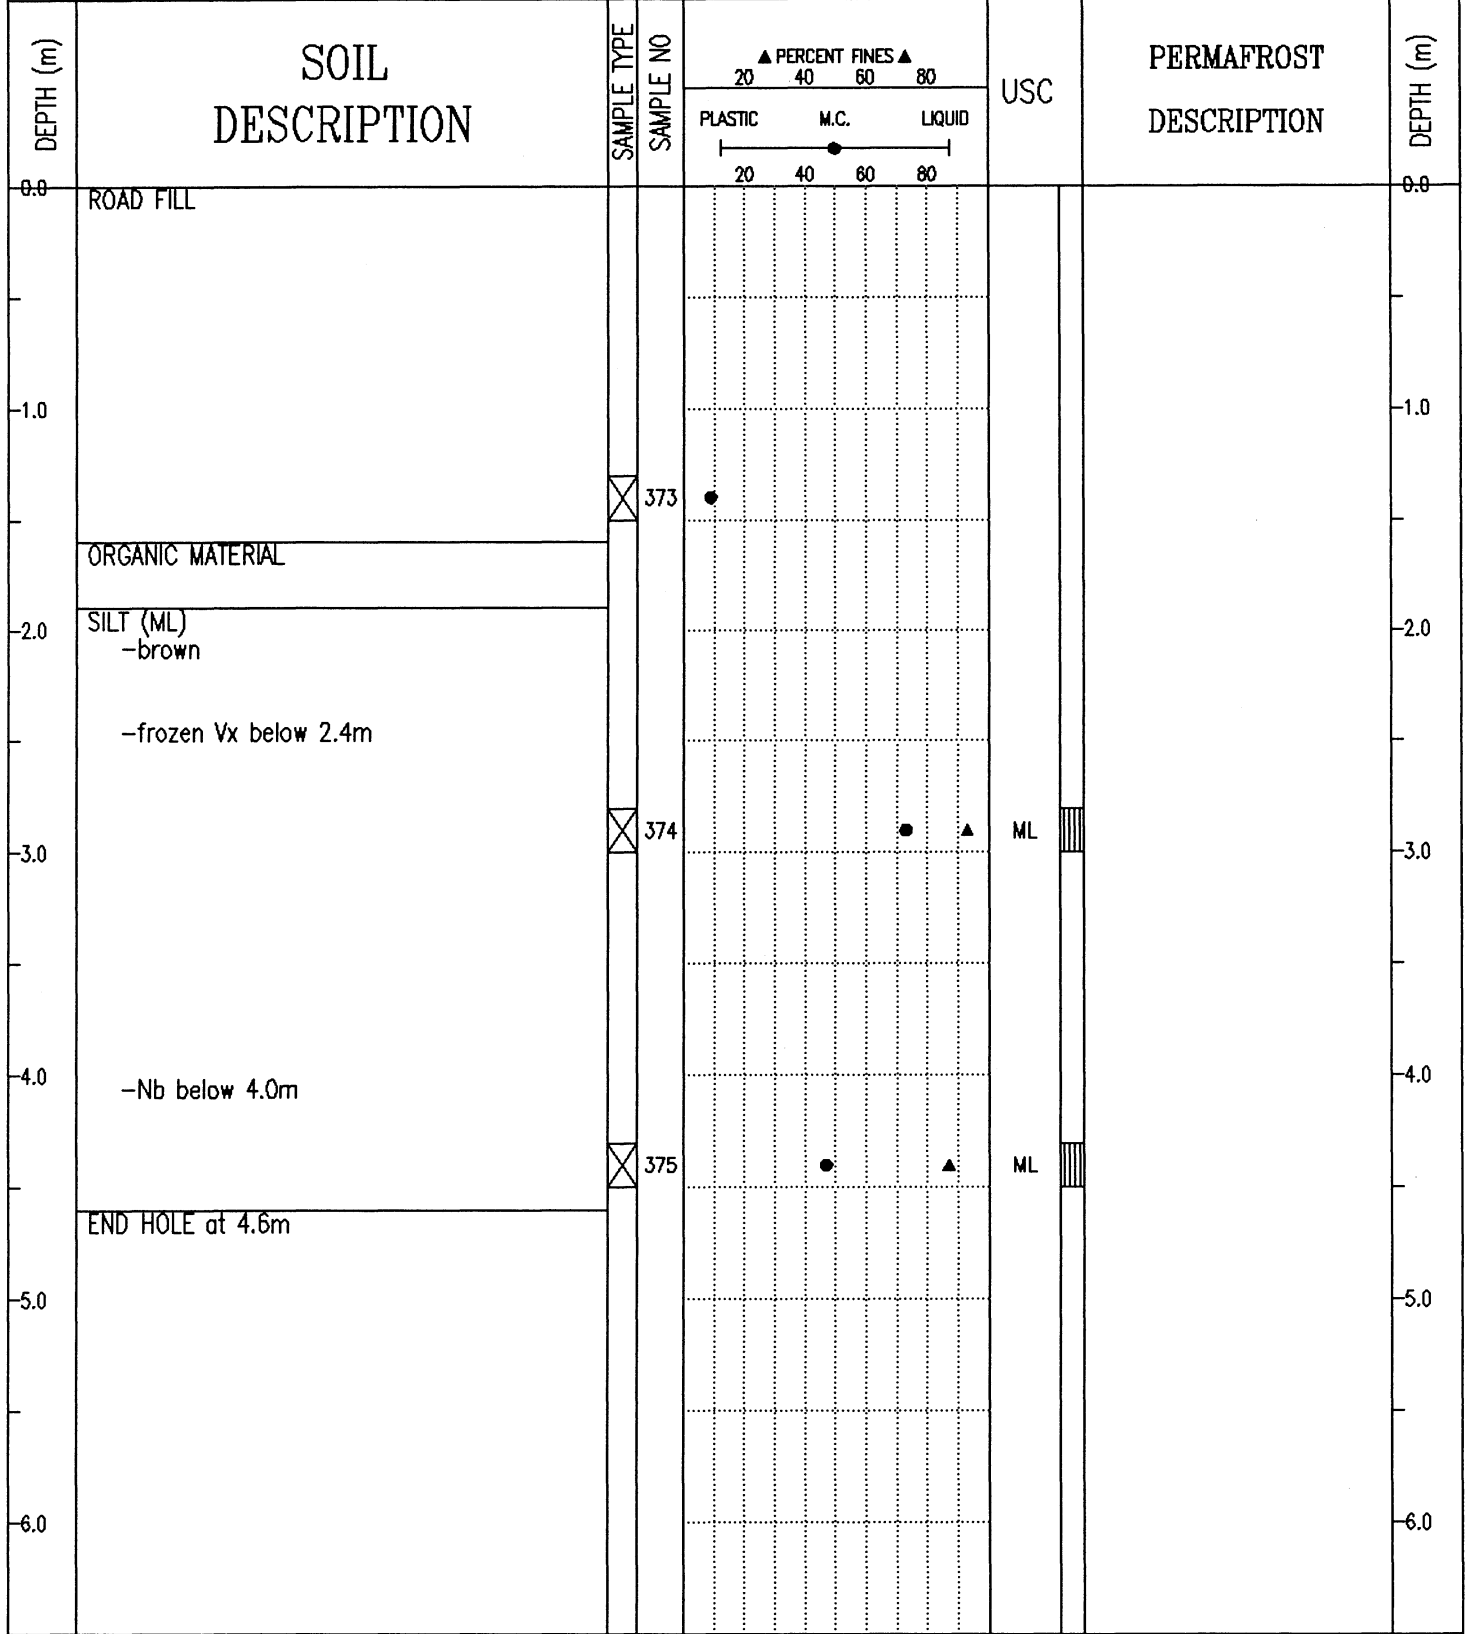 DEPTH (m)
SOIL
DESCRIPTION
SAMPLE TYPE
SAMPLE NO
▲ PERCENT FINES ▲
20 40 60 80
PLASTIC M.C. LIQUID
20 40 60 80
USC
PERMAFROST
DESCRIPTION
DEPTH (m)
0.0 0.0
ROAD FILL
1.0 1.0
373
ORGANIC MATERIAL
SILT (ML)
2.0 2.0
-brown
-frozen Vx below 2.4m
374 ML
3.0 3.0
4.0 4.0
-Nb below 4.0m
375 ML
END HOLE at 4.6m
5.0 5.0
6.0 6.0